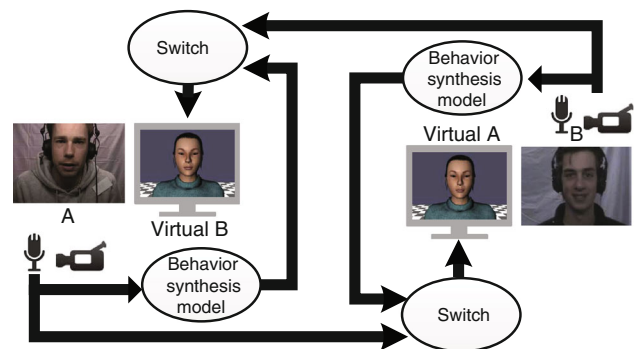 Switch
Behavior
synthesis
model
Virtual A
B
A
Virtual B
Behavior
synthesis
model
Switch